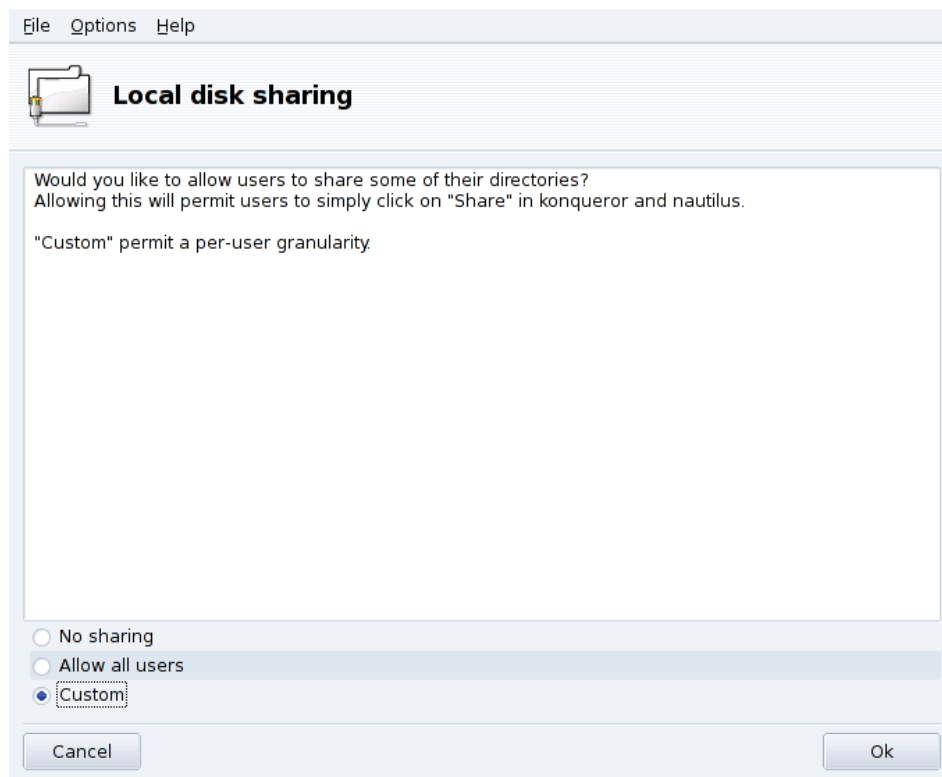 File Options Help
Local disk sharing
Would you like to allow users to share some of their directories?
Allowing this will permit users to simply click on "Share" in konqueror and nautilus.
"Custom" permit a per-user granularity.
No sharing
Allow all users
Custom
Cancel Ok